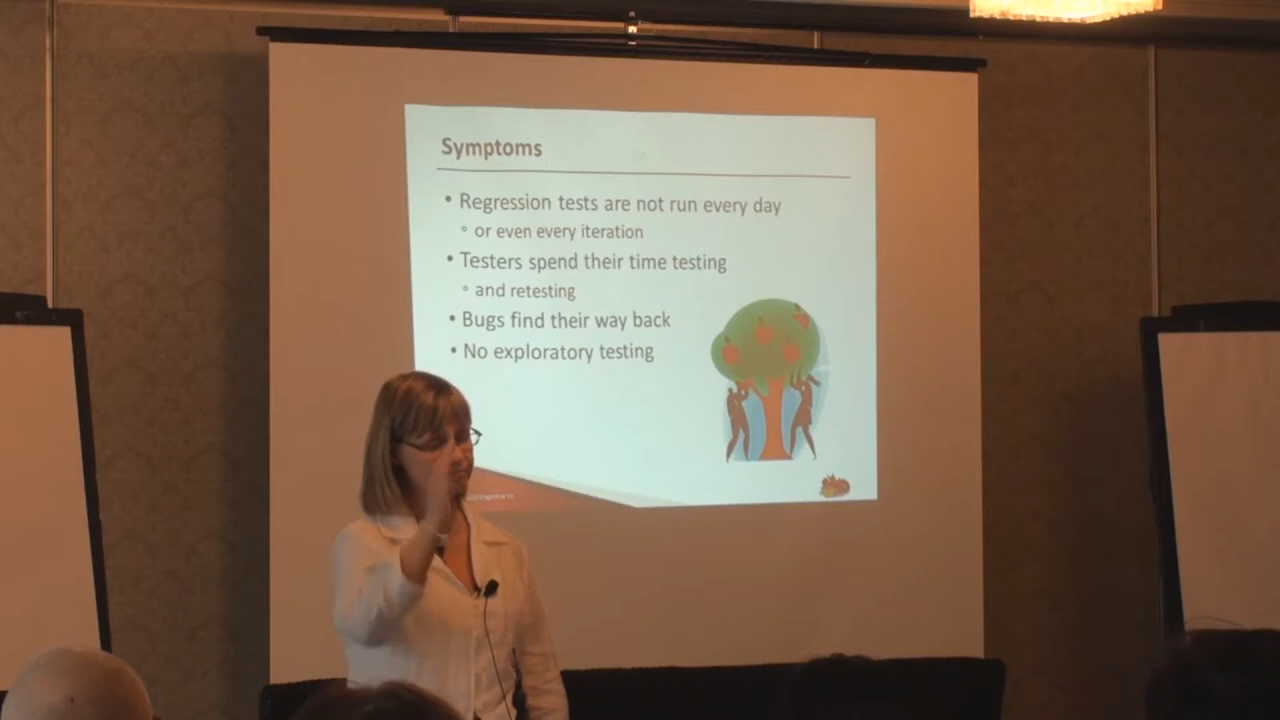 Symptoms
• Regression tests are not run every day
° or even every iteration
• Testers spend their time testing
° and retesting
• Bugs find their way back
• No exploratory testing